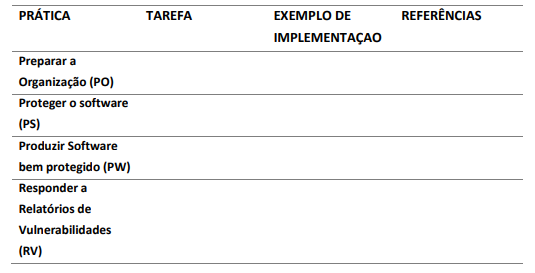 PRÁTICA TAREFA EXEMPLO DE REFERÊNCIAS
IMPLEMENTAÇAO
Preparar a
Organização (PO)
Proteger o software
(PS)
Produzir Software
bem protegido (PW)
Responder a
Relatórios de
Vulnerabilidades
(RV)